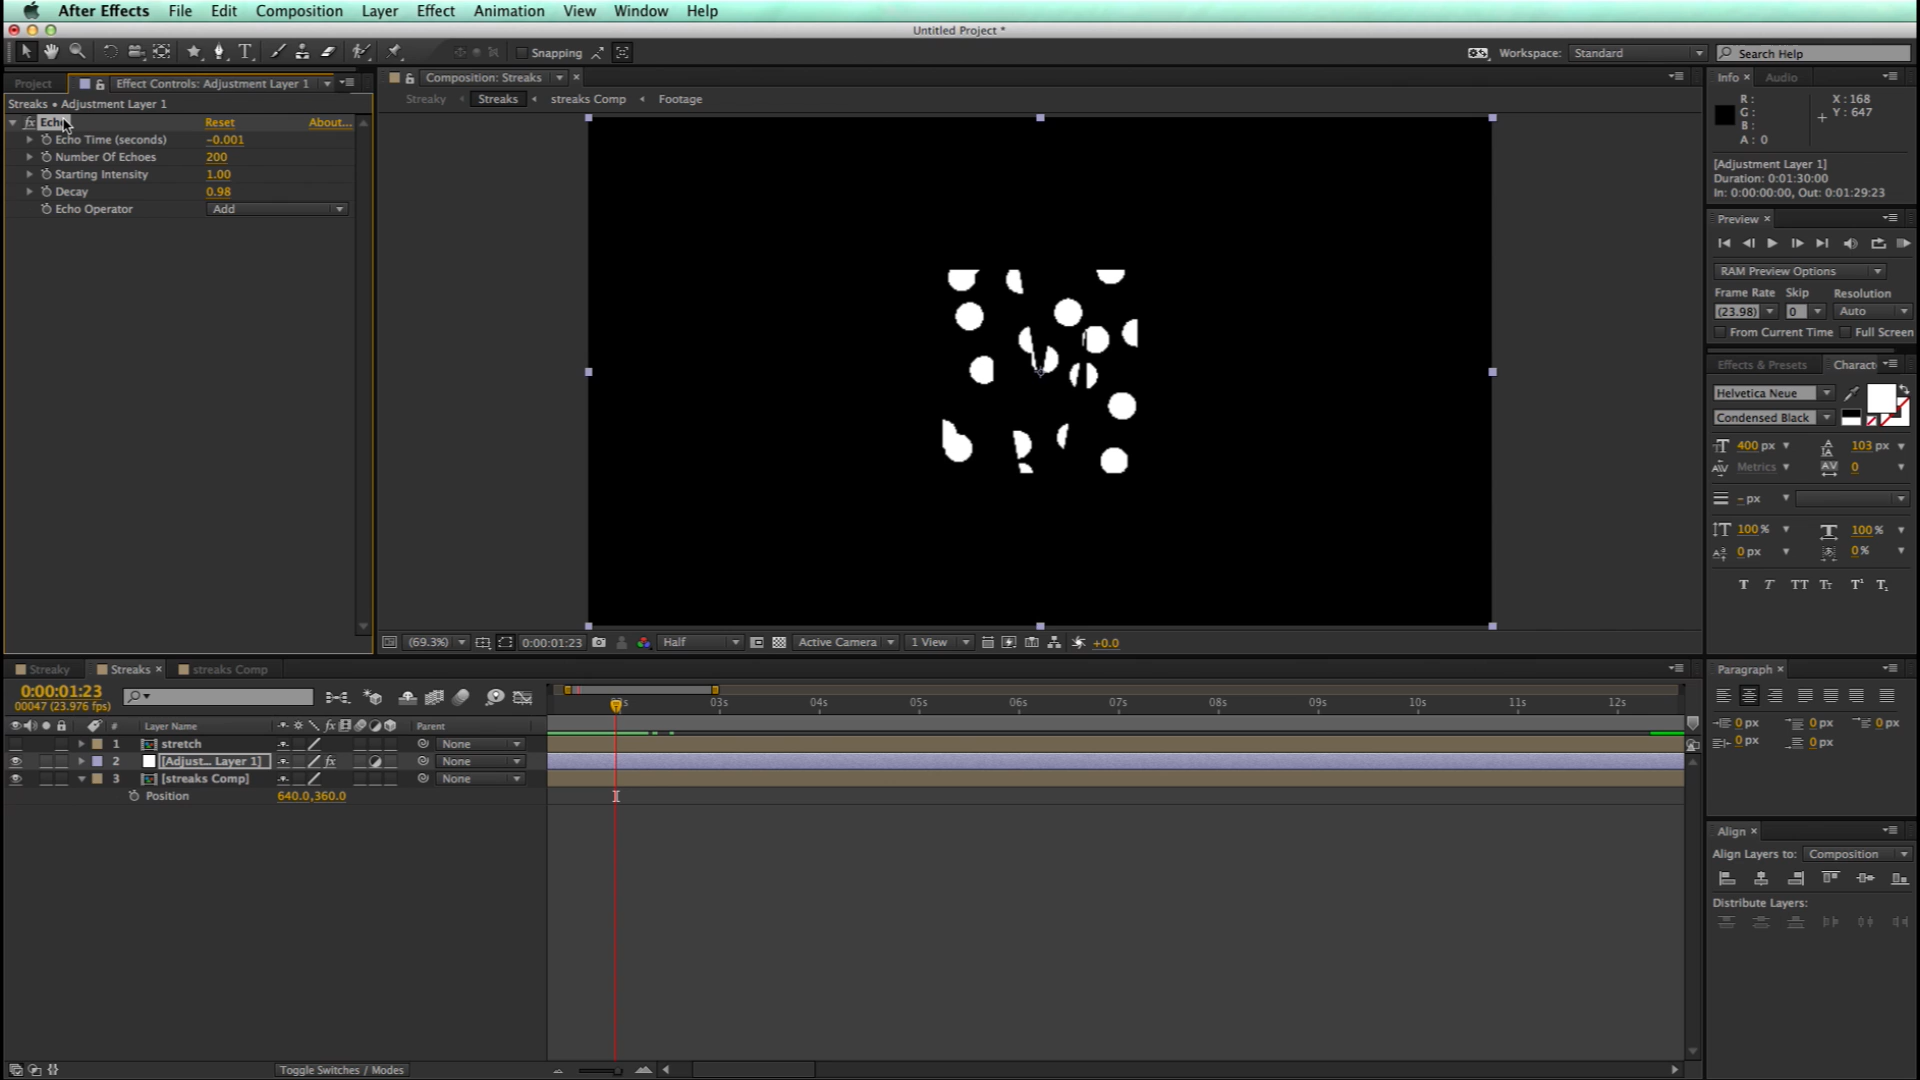 After Effects File Edit Composition Layer Effect Animation View Window Help
Untitled Project *
Snapping Workspace: Standard Search Help
Project Effect Controls: Adjustment Layer 1
Streaks • Adjustment Layer 1
fx Echo Reset About...
Echo Time (seconds) -0.001
Number Of Echoes 200
Starting Intensity 1.00
Decay 0.98
Echo Operator Add
Composition: Streaks
Streaky Streaks streaks Comp Footage
(69.3%) 0:00:01:23 Half Active Camera 1 View +0.0
Info Audio
R: X: 168
G: Y: 647
B:
A: 0
[Adjustment Layer 1]
Duration: 0:01:30:00
In: 0:00:00:00, Out: 0:01:29:23
Preview
RAM Preview Options
Frame Rate Skip Resolution
(23.98) 0 Auto
From Current Time Full Screen
Effects & Presets Charact
Helvetica Neue
Condensed Black
400 px 103 px
Metrics 0
- px
100 % 100 %
0 px 0 %
T T TT Tt T¹ T₁
Streaky Streaks streaks Comp
0:00:01:23
00047 (23.976 fps)
# Layer Name fx Parent
1 stretch None
2 [Adjust... Layer 1] fx None
3 [streaks Comp] None
Position 640.0,360.0
s 03s 04s 05s 06s 07s 08s 09s 10s 11s 12s
Toggle Switches / Modes
Paragraph
0 px 0 px 0 px
0 px 0 px
Align
Align Layers to: Composition
Distribute Layers: